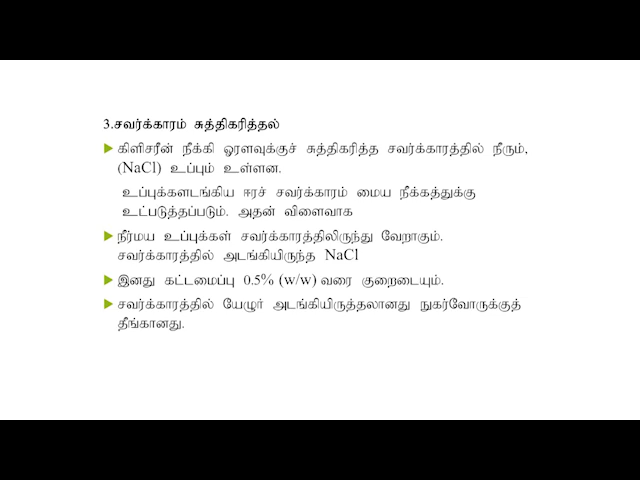 3.சவர்க்காரம் சுத்திகரித்தல்
கிளிசரீன் நீக்கி ஓரளவுக்குச் சுத்திகரித்த சவர்க்காரத்தில் நீரும்,
(NaCl) உப்பும் உள்ளன.
உப்புக்களடங்கிய ஈரச் சவர்க்காரம் மைய நீக்கத்துக்கு
உட்படுத்தப்படும். அதன் விளைவாக
நீர்மய உப்புக்கள் சவர்க்காரத்திலிருந்து வேறாகும்.
சவர்க்காரத்தில் அடங்கியிருந்த NaCl
இனது கட்டமைப்பு 0.5% (w/w) வரை குறைடையும்.
சவர்க்காரத்தில் யேழுர் அடங்கியிருத்தலானது நுகர்வோருக்குத்
தீங்கானது.